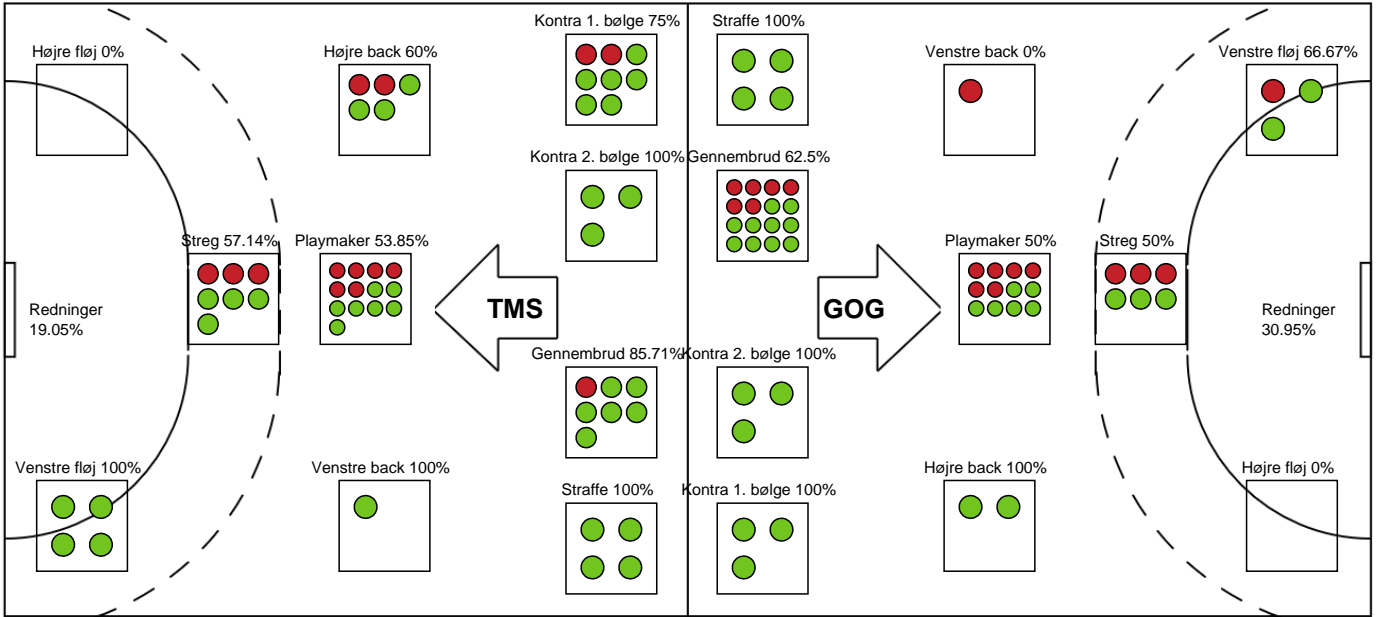 Kontra 1. bølge 75%
Straffe 100%
Højre fløj 0%
Højre back 60%
Venstre back 0%
Venstre fløj 66.67%
Kontra 2. bølge 100%
Gennembrud 62.5%
Streg 57.14%
Playmaker 53.85%
Playmaker 50%
Streg 50%
TMS
GOG
Redninger
19.05%
Redninger
30.95%
Gennembrud 85.71%
Kontra 2. bølge 100%
Venstre fløj 100%
Venstre back 100%
Højre back 100%
Højre fløj 0%
Straffe 100%
Kontra 1. bølge 100%